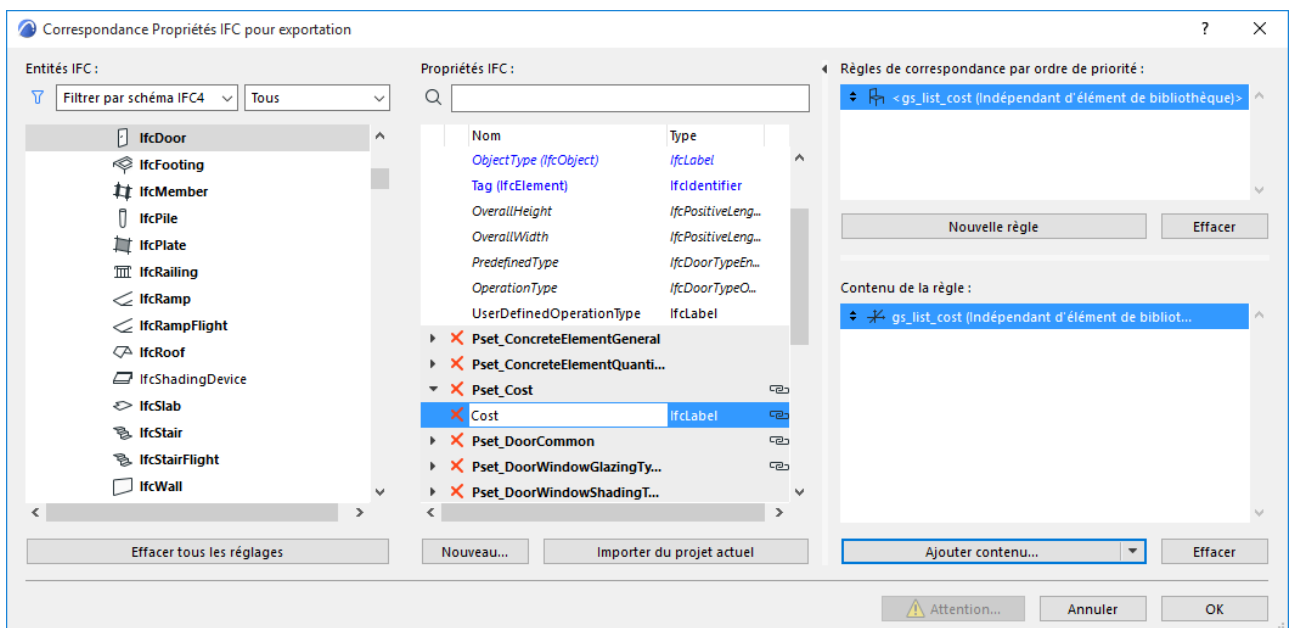 Correspondance Propriétés IFC pour exportation
?
Entités IFC :
Filtrer par schéma IFC4
Tous
IfcDoor
IfcFooting
IfcMember
IfcPile
IfcPlate
IfcRailing
IfcRamp
IfcRampFlight
IfcRoof
IfcShadingDevice
IfcSlab
IfcStair
IfcStairFlight
IfcWall
Effacer tous les réglages
Propriétés IFC :
Nom Type
ObjectType (IfcObject) IfcLabel
Tag (IfcElement) IfcIdentifier
OverallHeight IfcPositiveLeng...
OverallWidth IfcPositiveLeng...
PredefinedType IfcDoorTypeEn...
OperationType IfcDoorTypeO...
UserDefinedOperationType IfcLabel
Pset_ConcreteElementGeneral
Pset_ConcreteElementQuanti...
Pset_Cost
Cost IfcLabel
Pset_DoorCommon
Pset_DoorWindowGlazingTy...
Pset_DoorWindowShadingT...
Nouveau... Importer du projet actuel
Règles de correspondance par ordre de priorité :
<gs_list_cost (Indépendant d'élément de bibliothèque)>
Nouvelle règle Effacer
Contenu de la règle :
gs_list_cost (Indépendant d'élément de bibliot...
Ajouter contenu... Effacer
Attention... Annuler OK